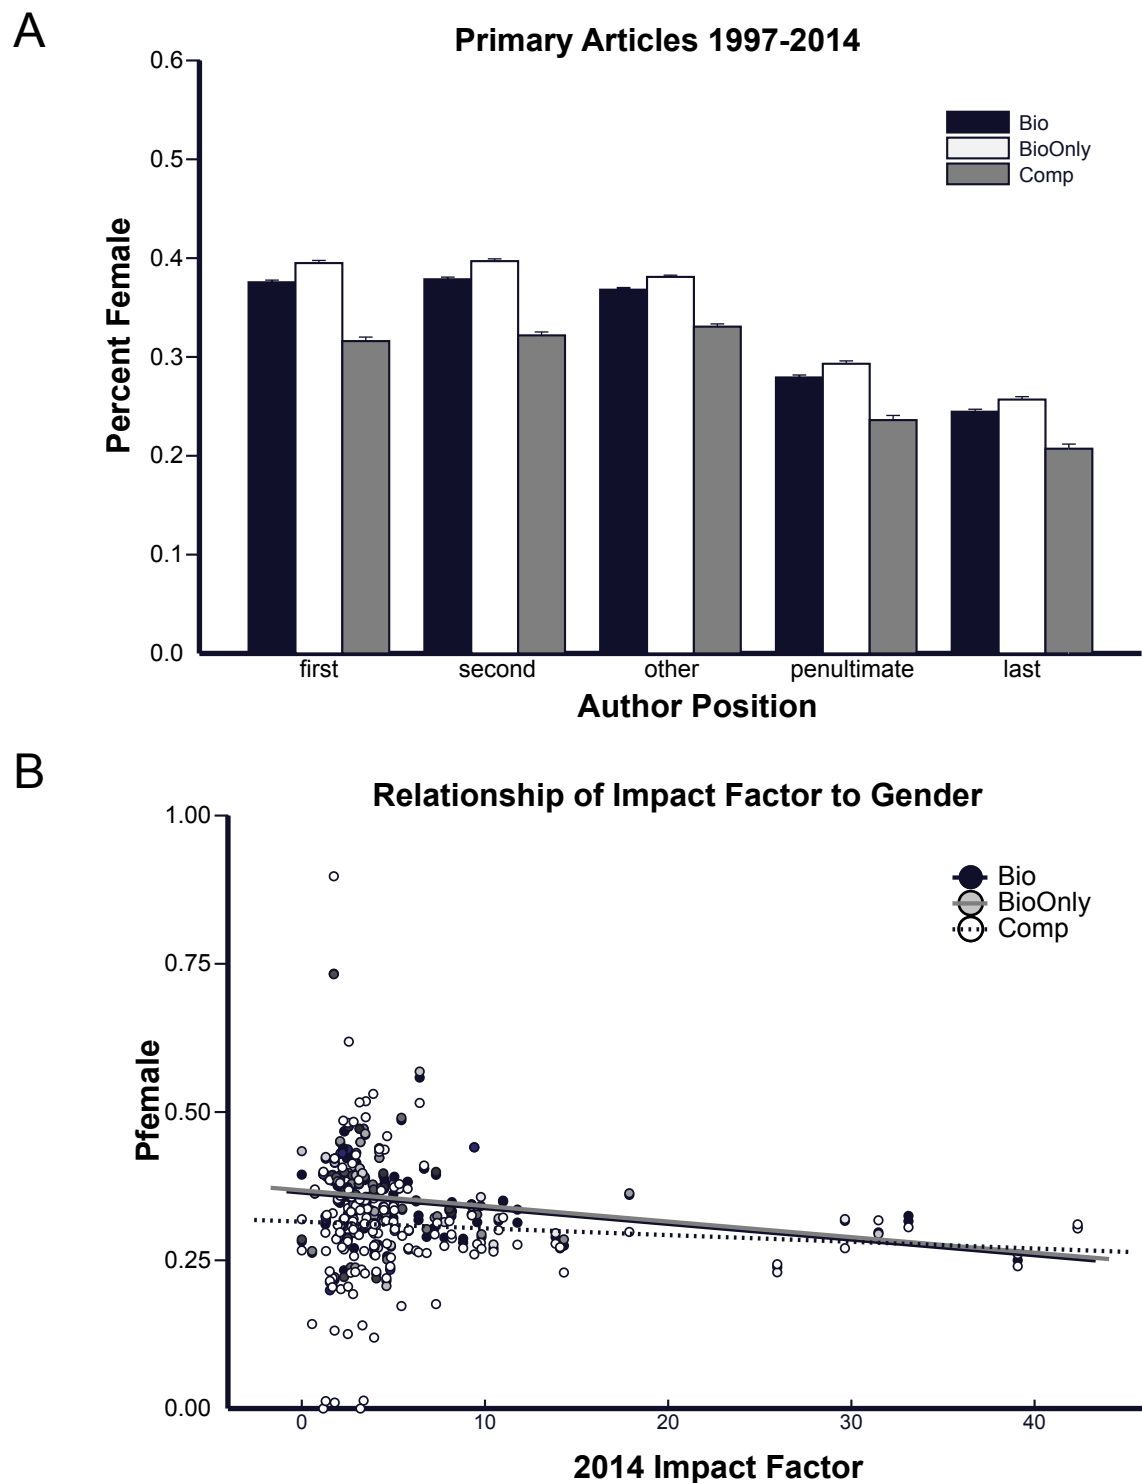 A
Primary Articles 1997-2014
0.6
0.5
0.4
0.3
0.2
0.1
0.0
Percent Female
Bio
BioOnly
Comp
first second other penultimate last
Author Position
B
Relationship of Impact Factor to Gender
1.00
0.75
0.50
0.25
0.00
Pfemale
Bio
BioOnly
Comp
0 10 20 30 40
2014 Impact Factor